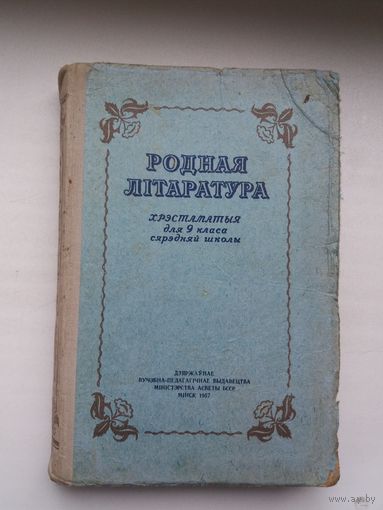 РОДНАЯ
ЛІТАРАТУРА
ХРЭСТАМАТЫЯ
для 9 класа
сярэдняй школы
ДЗЯРЖАЎНАЕ
ВУЧЭБНА-ПЕДАГАГІЧНАЕ ВЫДАВЕЦТВА
МІНІСТЭРСТВА АСВЕТЫ БССР
МІНСК 1957
www.ay.by